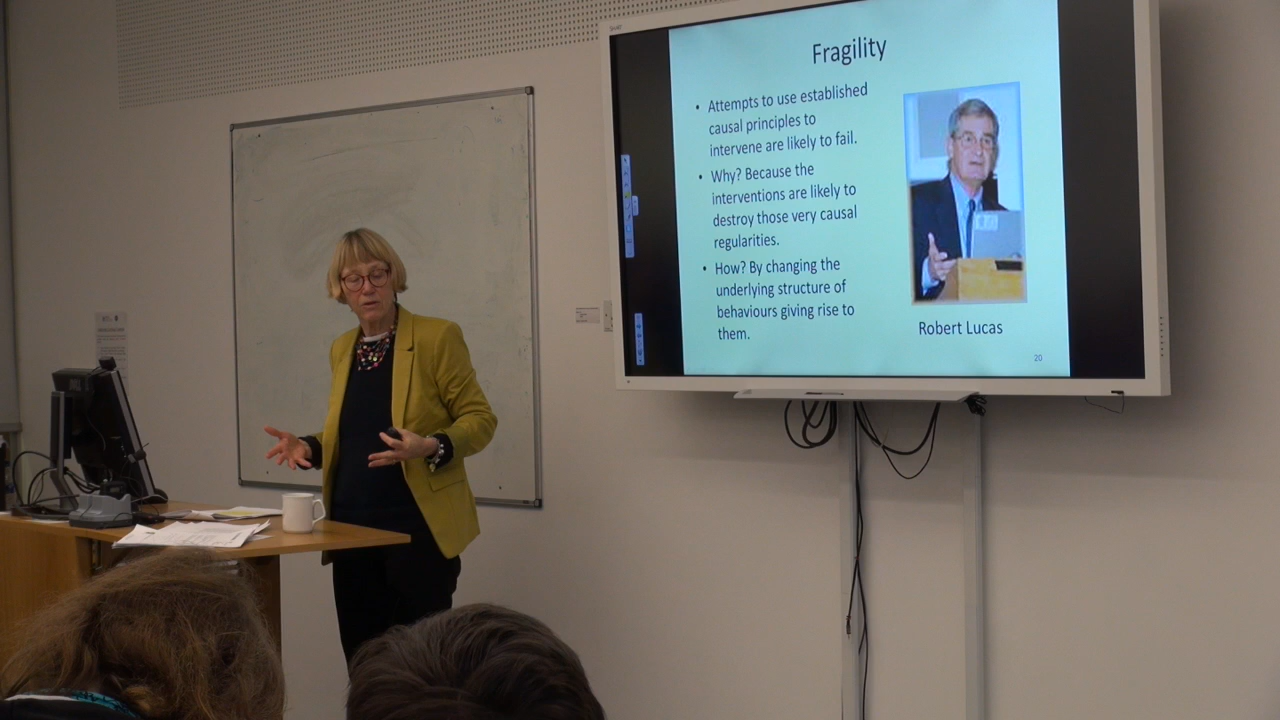 Fragility
• Attempts to use established
causal principles to
intervene are likely to fail.
• Why? Because the
interventions are likely to
destroy those very causal
regularities.
• How? By changing the
underlying structure of
behaviours giving rise to
them.
Robert Lucas
20
DELL